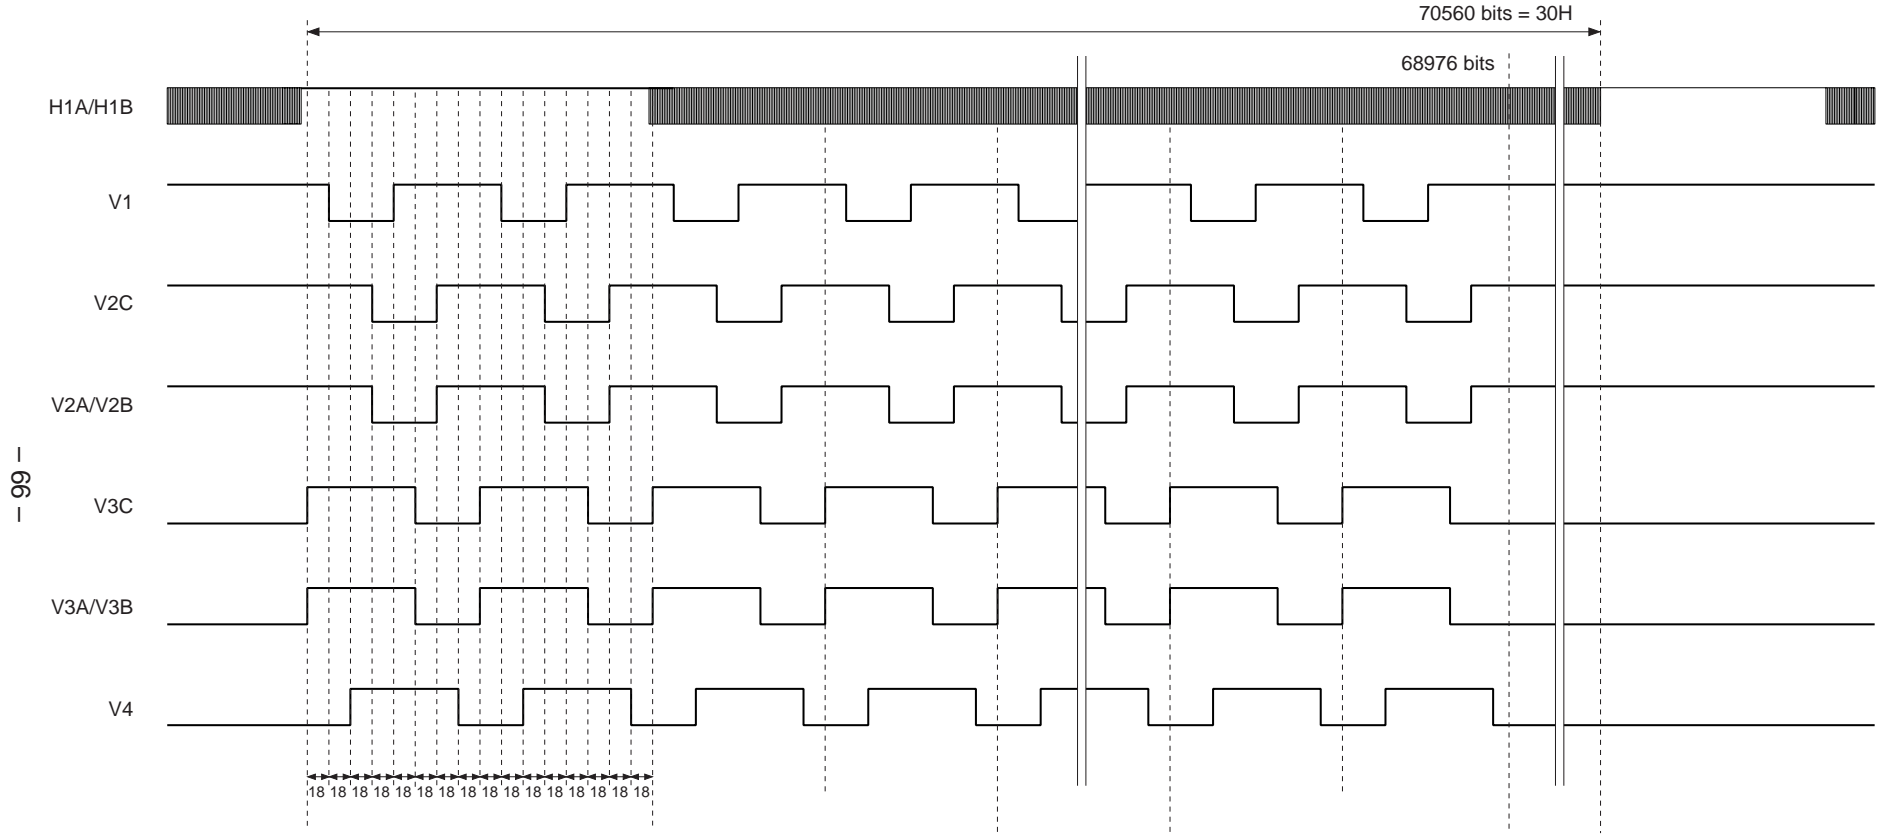 70560 bits = 30H
68976 bits
H1A/H1B
V1
V2C
V2A/V2B
V3C
V3A/V3B
V4
18 18 18 18 18 18 18 18 18 18 18 18 18 18 18 18
– 99 –